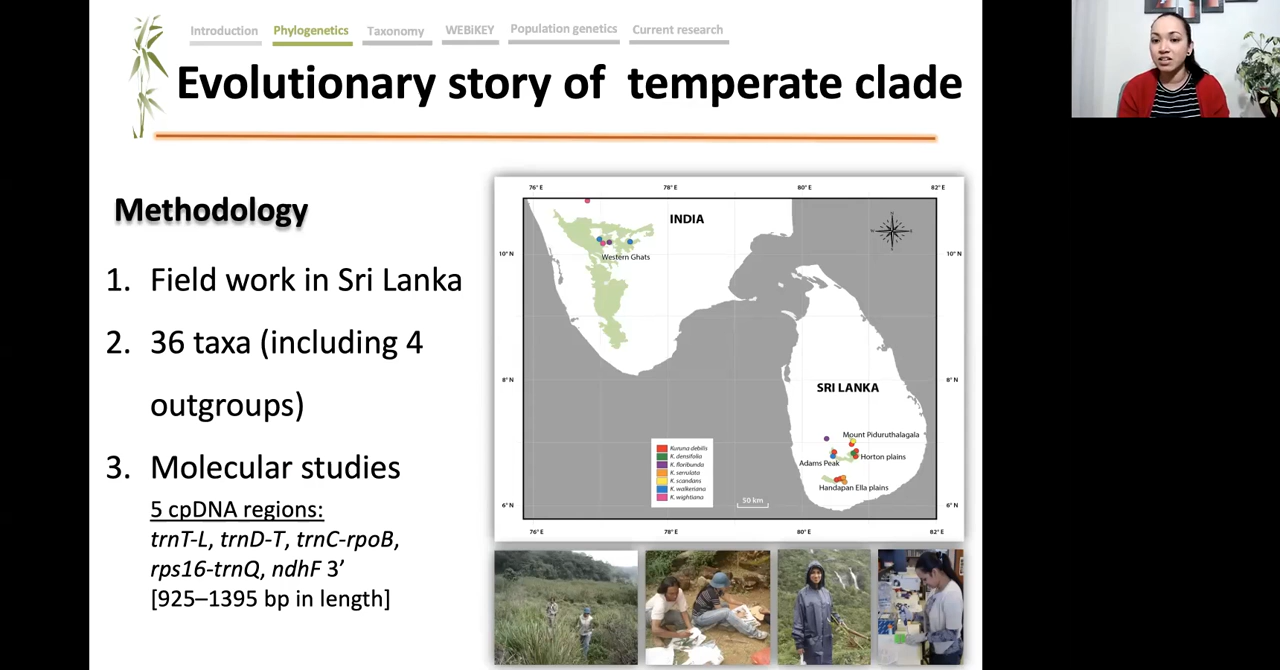 Introduction Phylogenetics Taxonomy WEBiKEY Population genetics Current research
Evolutionary story of temperate clade
Methodology
1. Field work in Sri Lanka
2. 36 taxa (including 4
outgroups)
3. Molecular studies
5 cpDNA regions:
trnT-L, trnD-T, trnC-rpoB,
rps16-trnQ, ndhF 3’
[925–1395 bp in length]
76° E 78° E 80° E 82° E
INDIA
N
W E
S
10° N 10° N
Western Ghats
8° N 8° N
SRI LANKA
Mount Piduruthalagala
Horton plains
Adams Peak
Handapan Ella plains
Kuruna debilis
K. densifolia
K. floribunda
K. serrulata
K. scandans
K. walkeriana
K. wightiana
50 km
6° N 6° N
76° E 78° E 80° E 82° E